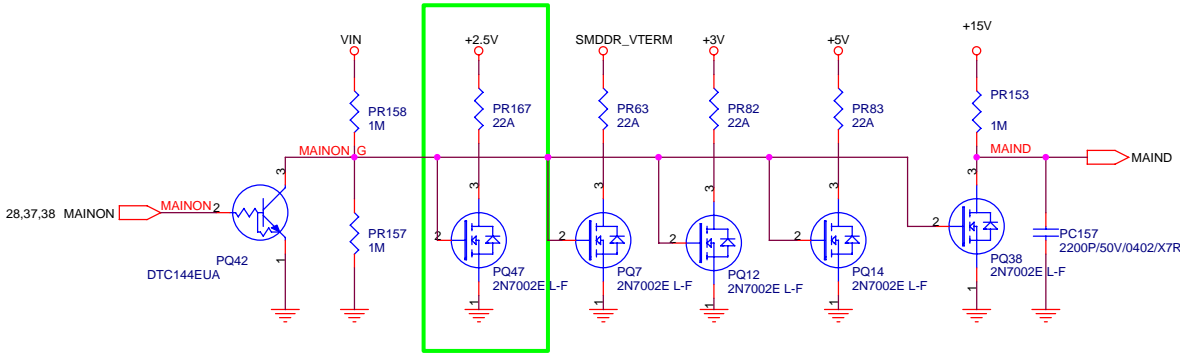 +15V
VIN
+2.5V
SMDDR_VTERM
+3V
+5V
PR158
1M
PR167
22A
PR63
22A
PR82
22A
PR83
22A
PR153
1M
MAINON_G
MAIND
MAIND
3
3
3
3
3
3
28,37,38 MAINON
MAINON
2
2
2
2
2
2
PR157
1M
PQ42
DTC144EUA
1
PQ47
2N7002E L-F
1
PQ7
2N7002E L-F
1
PQ12
2N7002E L-F
1
PQ14
2N7002E L-F
1
PQ38
2N7002E L-F
1
PC157
2200P/50V/0402/X7R